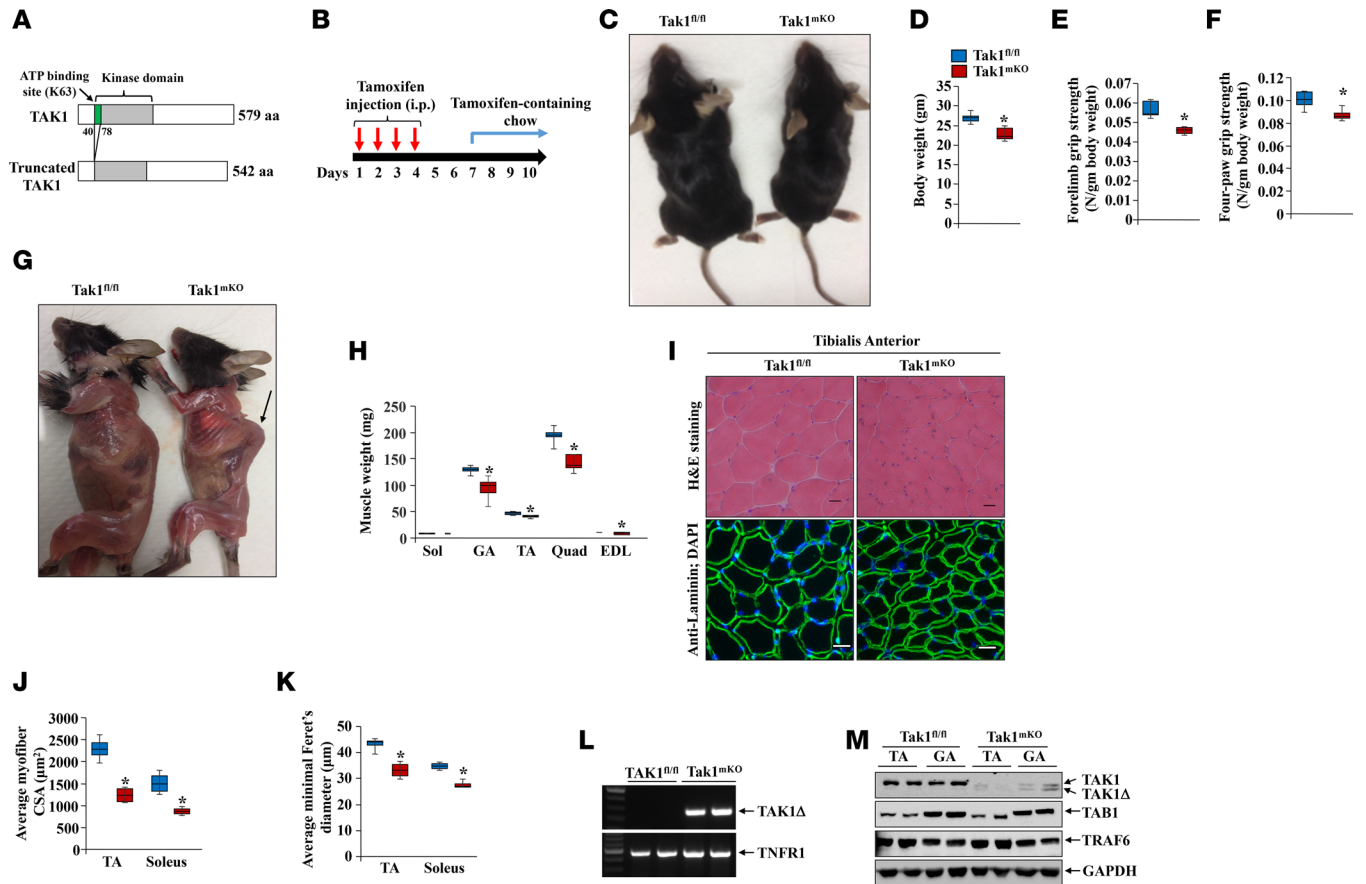 A
ATP binding
site (K63)
Kinase domain
TAK1
579 aa
40
78
Truncated
TAK1
542 aa
B
Tamoxifen
injection (i.p.)
Tamoxifen-containing
chow
Days 1 2 3 4 5 6 7 8 9 10
C
Tak1fl/fl
Tak1mKO
D
Tak1fl/fl
Tak1mKO
Body weight (gm)
35
30
25
20
15
10
5
0
*
E
Forelimb grip strength
(N/gm body weight)
0.07
0.06
0.05
0.04
0.03
0.02
0.01
0
*
F
Four-paw grip strength
(N/gm body weight)
0.12
0.10
0.08
0.06
0.04
0.02
0
*
G
Tak1fl/fl
Tak1mKO
H
Muscle weight (mg)
250
200
150
100
50
0
* * * *
Sol GA TA Quad EDL
I
Tibialis Anterior
Tak1fl/fl
Tak1mKO
H&E staining
Anti-Laminin; DAPI
J
Average myofiber
CSA (µm2)
3000
2500
2000
1500
1000
500
0
* *
TA Soleus
K
Average minimal Feret’s
diameter (µm)
50
40
30
20
10
0
* *
TA Soleus
L
TAK1fl/fl Tak1mKO
TAK1Δ
TNFR1
M
Tak1fl/fl Tak1mKO
TA GA TA GA
TAK1
TAK1Δ
TAB1
TRAF6
GAPDH